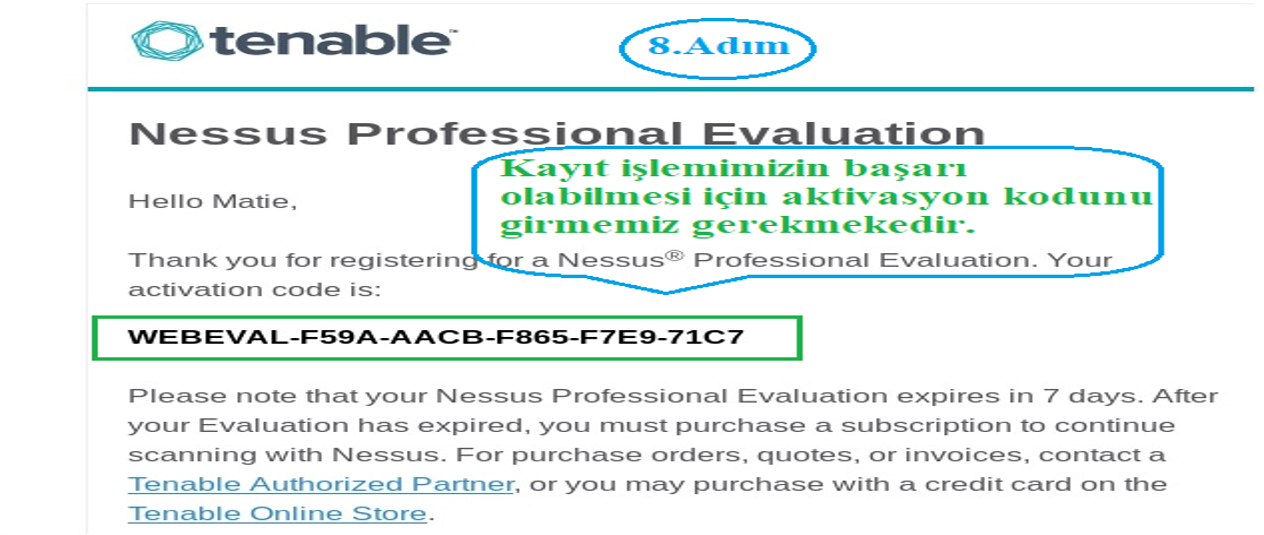 tenable™
8.Adım
Nessus Professional Evaluation
Kayıt işlemimizin başarı
olabilmesi için aktivasyon kodunu
girmemiz gerekmekedir.
Hello Matie,
Thank you for registering for a Nessus® Professional Evaluation. Your
activation code is:
WEBEVAL-F59A-AACB-F865-F7E9-71C7
Please note that your Nessus Professional Evaluation expires in 7 days. After
your Evaluation has expired, you must purchase a subscription to continue
scanning with Nessus. For purchase orders, quotes, or invoices, contact a
Tenable Authorized Partner, or you may purchase with a credit card on the
Tenable Online Store.